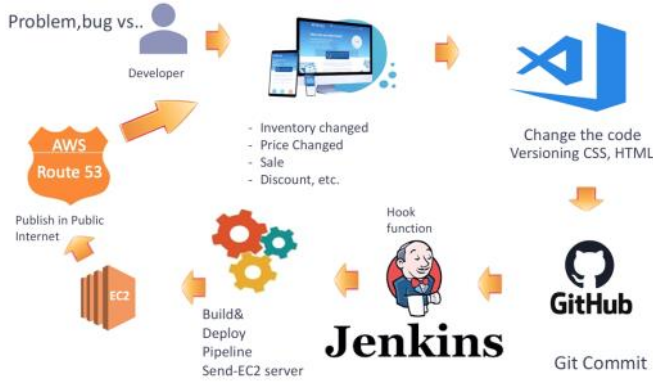 Problem,bug vs..
Developer
- Inventory changed
- Price Changed
- Sale
- Discount, etc.
Change the code
Versioning CSS, HTML
AWS
Route 53
Publish in Public
Internet
EC2
Build&
Deploy
Pipeline
Send-EC2 server
Hook
function
Jenkins
GitHub
Git Commit